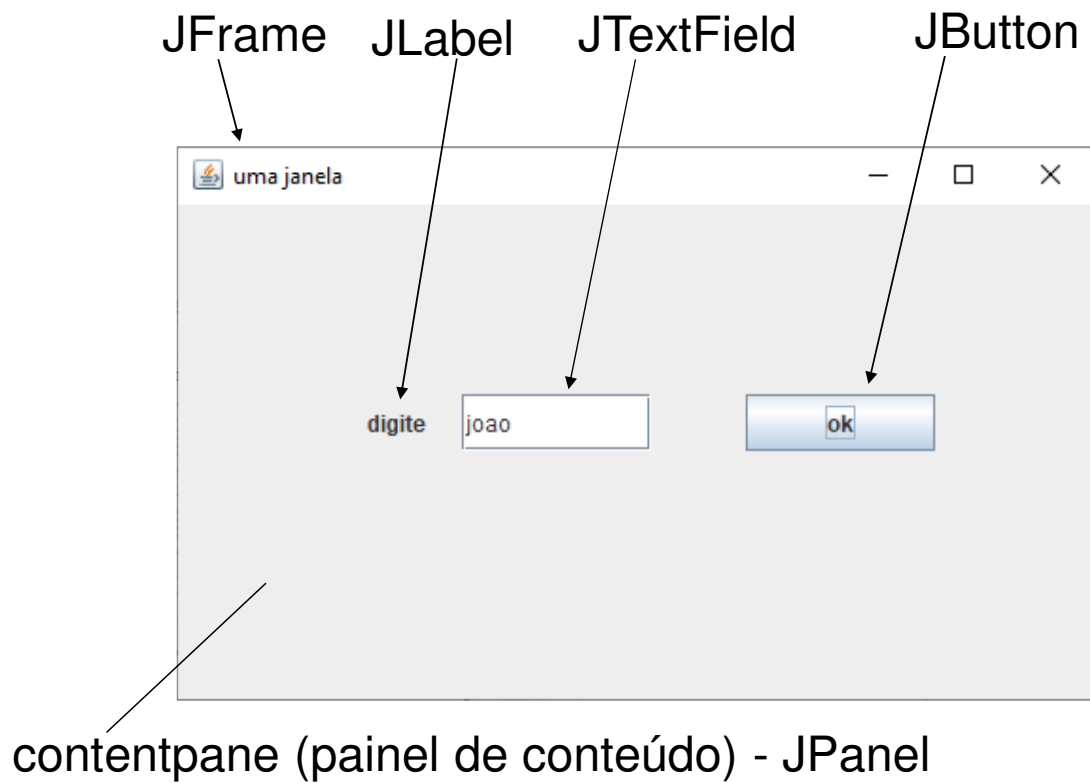 JFrame JLabel JTextField JButton
uma janela
digite joao ok
contentpane (painel de conteúdo) - JPanel